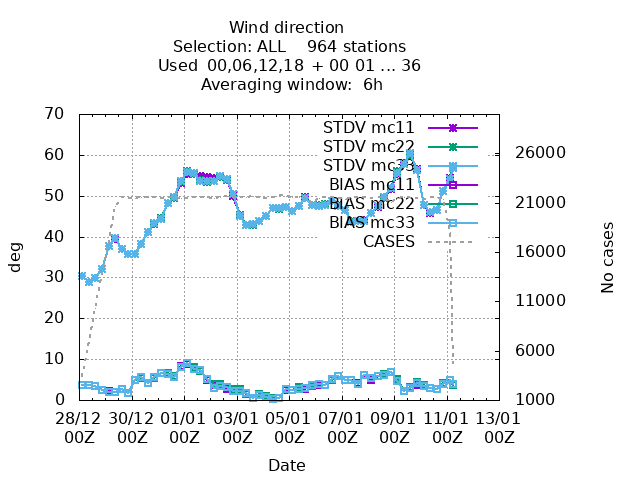 Wind direction
Selection: ALL    964 stations
Used 00,06,12,18 + 00 01 ... 36
Averaging window:  6h
STDV mc11
STDV mc22
STDV mc33
BIAS mc11
BIAS mc22
BIAS mc33
CASES
70
60
50
40
30
20
10
0
deg
26000
21000
16000
11000
6000
1000
No cases
28/12 30/12 01/01 03/01 05/01 07/01 09/01 11/01 13/01
00Z 00Z 00Z 00Z 00Z 00Z 00Z 00Z 00Z
Date